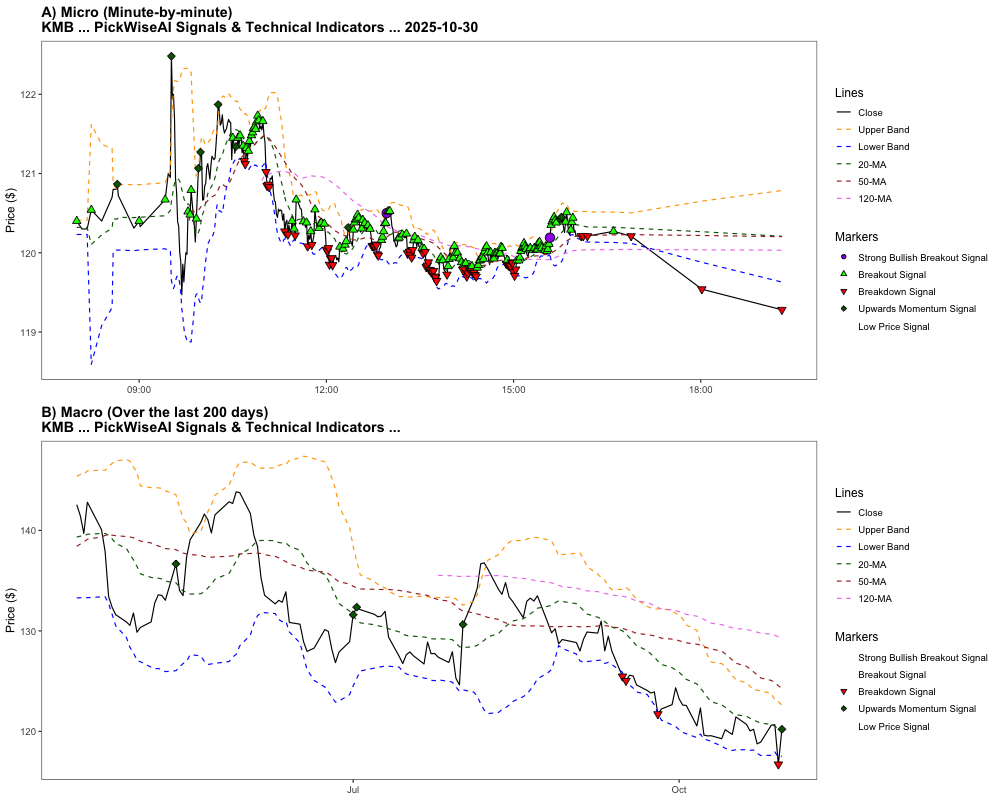 A) Micro (Minute-by-minute)
KMB ... PickWiseAI Signals & Technical Indicators ... 2025-10-30
Price ($)
122
121
120
119
09:00
12:00
15:00
18:00
Lines
Close
Upper Band
Lower Band
20-MA
50-MA
120-MA
Markers
Strong Bullish Breakout Signal
Breakout Signal
Breakdown Signal
Upwards Momentum Signal
Low Price Signal
B) Macro (Over the last 200 days)
KMB ... PickWiseAI Signals & Technical Indicators ...
Price ($)
140
130
120
Jul
Oct
Lines
Close
Upper Band
Lower Band
20-MA
50-MA
120-MA
Markers
Strong Bullish Breakout Signal
Breakout Signal
Breakdown Signal
Upwards Momentum Signal
Low Price Signal